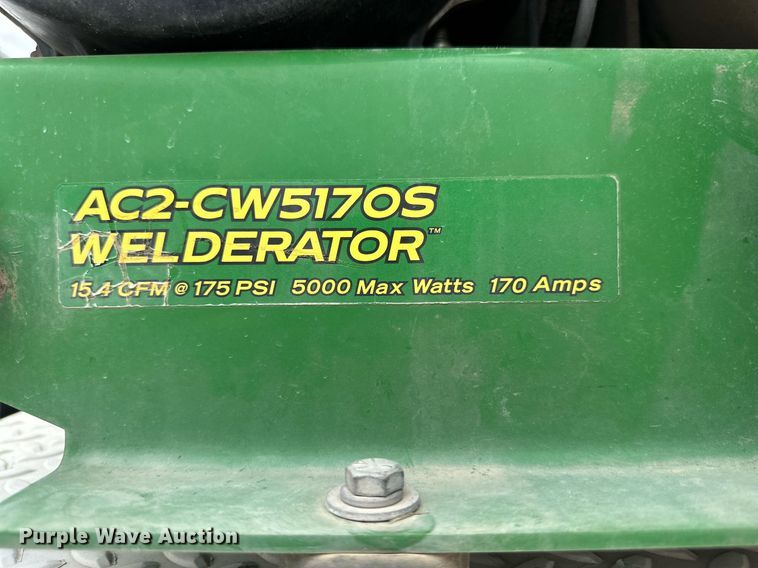 AC2-CW5170S
WELDERATOR™
15.4 CFM @ 175 PSI 5000 Max Watts 170 Amps
Purple Wave Auction